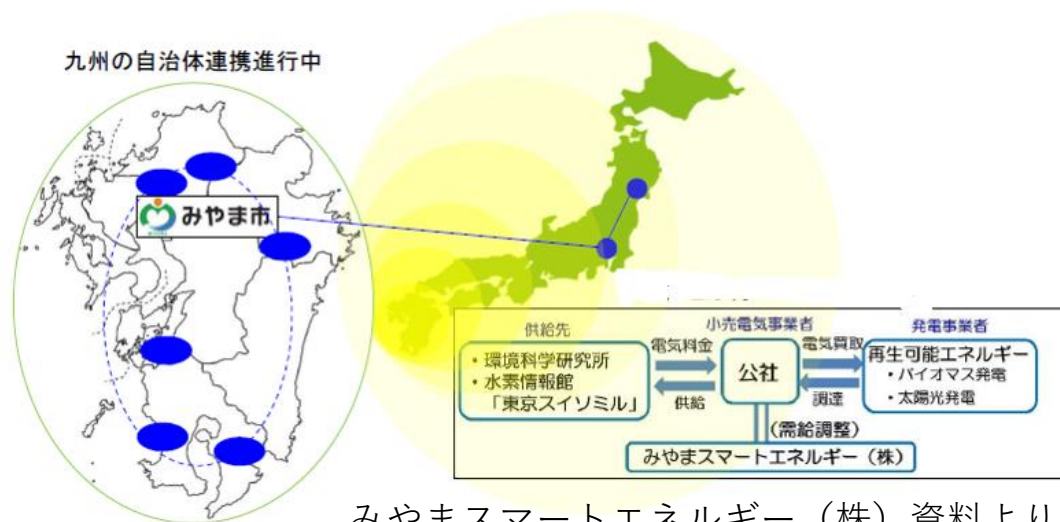 九州の自治体連携進行中
みやま市
供給先
・環境科学研究所
・水素情報館
「東京スイソミル」
電気料金
供給
小売電気事業者
公社
電気買取
調達
発電事業者
再生可能エネルギー
・バイオマス発電
・太陽光発電
(需給調整)
みやまスマートエネルギー(株)
みやまスマートエネルギー（株）資料より